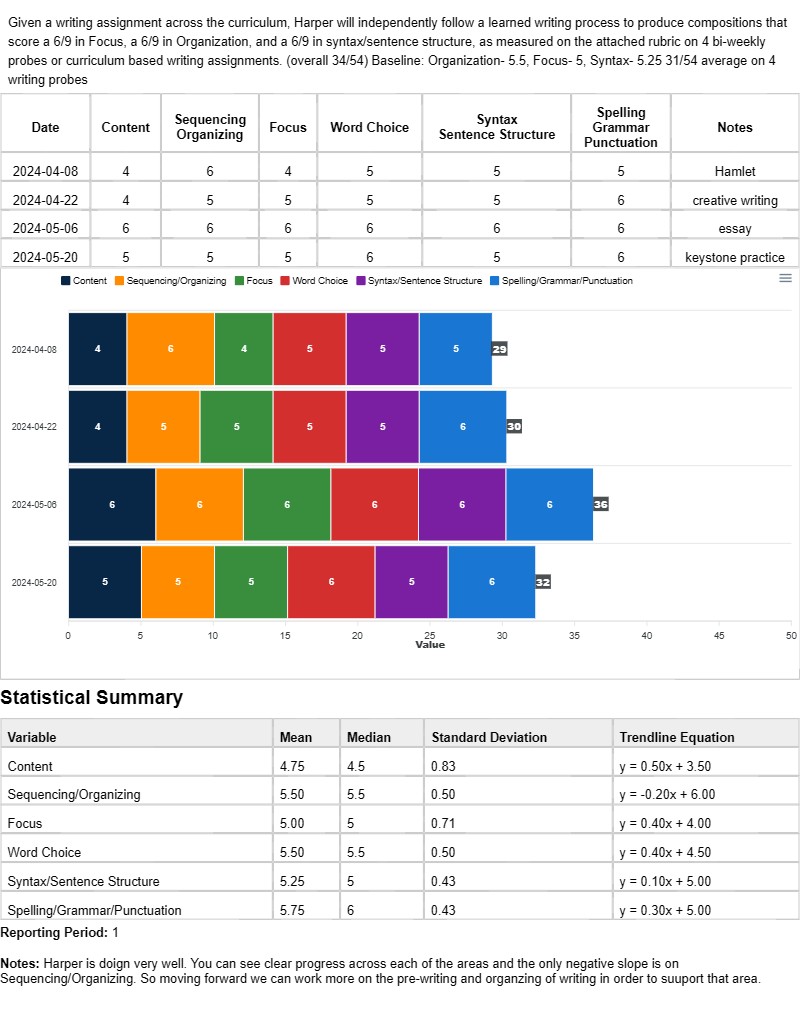 Given a writing assignment across the curriculum, Harper will independently follow a learned writing process to produce compositions that
score a 6/9 in Focus, a 6/9 in Organization, and a 6/9 in syntax/sentence structure, as measured on the attached rubric on 4 bi-weekly
probes or curriculum based writing assignments. (overall 34/54) Baseline: Organization- 5.5, Focus- 5, Syntax- 5.25 31/54 average on 4
writing probes
Date Content Sequencing Organizing Focus Word Choice Syntax Sentence Structure Spelling Grammar Punctuation Notes
2024-04-08 4 6 4 5 5 5 Hamlet
2024-04-22 4 5 5 5 5 6 creative writing
2024-05-06 6 6 6 6 6 6 essay
2024-05-20 5 5 5 6 5 6 keystone practice
Content Sequencing/Organizing Focus Word Choice Syntax/Sentence Structure Spelling/Grammar/Punctuation
2024-04-08 4 6 4 5 5 5 29
2024-04-22 4 5 5 5 5 6 30
2024-05-06 6 6 6 6 6 6 36
2024-05-20 5 5 5 6 5 6 32
0 5 10 15 20 25 30 35 40 45 50
Value
Statistical Summary
Variable Mean Median Standard Deviation Trendline Equation
Content 4.75 4.5 0.83 y = 0.50x + 3.50
Sequencing/Organizing 5.50 5.5 0.50 y = -0.20x + 6.00
Focus 5.00 5 0.71 y = 0.40x + 4.00
Word Choice 5.50 5.5 0.50 y = 0.40x + 4.50
Syntax/Sentence Structure 5.25 5 0.43 y = 0.10x + 5.00
Spelling/Grammar/Punctuation 5.75 6 0.43 y = 0.30x + 5.00
Reporting Period: 1
Notes: Harper is doign very well. You can see clear progress across each of the areas and the only negative slope is on
Sequencing/Organizing. So moving forward we can work more on the pre-writing and organzing of writing in order to suuport that area.